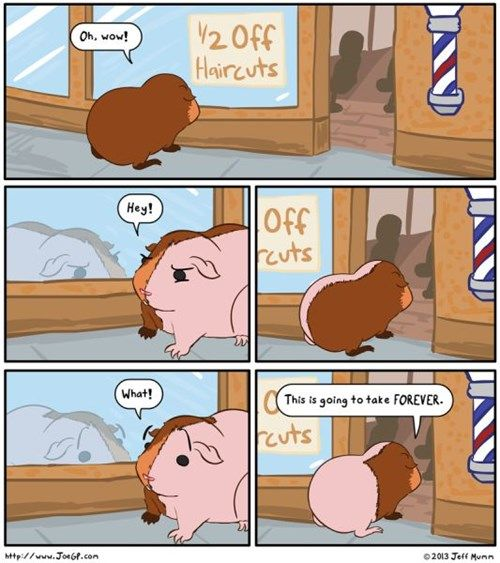 Oh, wow!
1/2 Off
Haircuts
Hey!
Off
rcuts
What!
This is going to take FOREVER.
O
rcuts
http://www.JoeGP.com
© 2013 Jeff Mumm